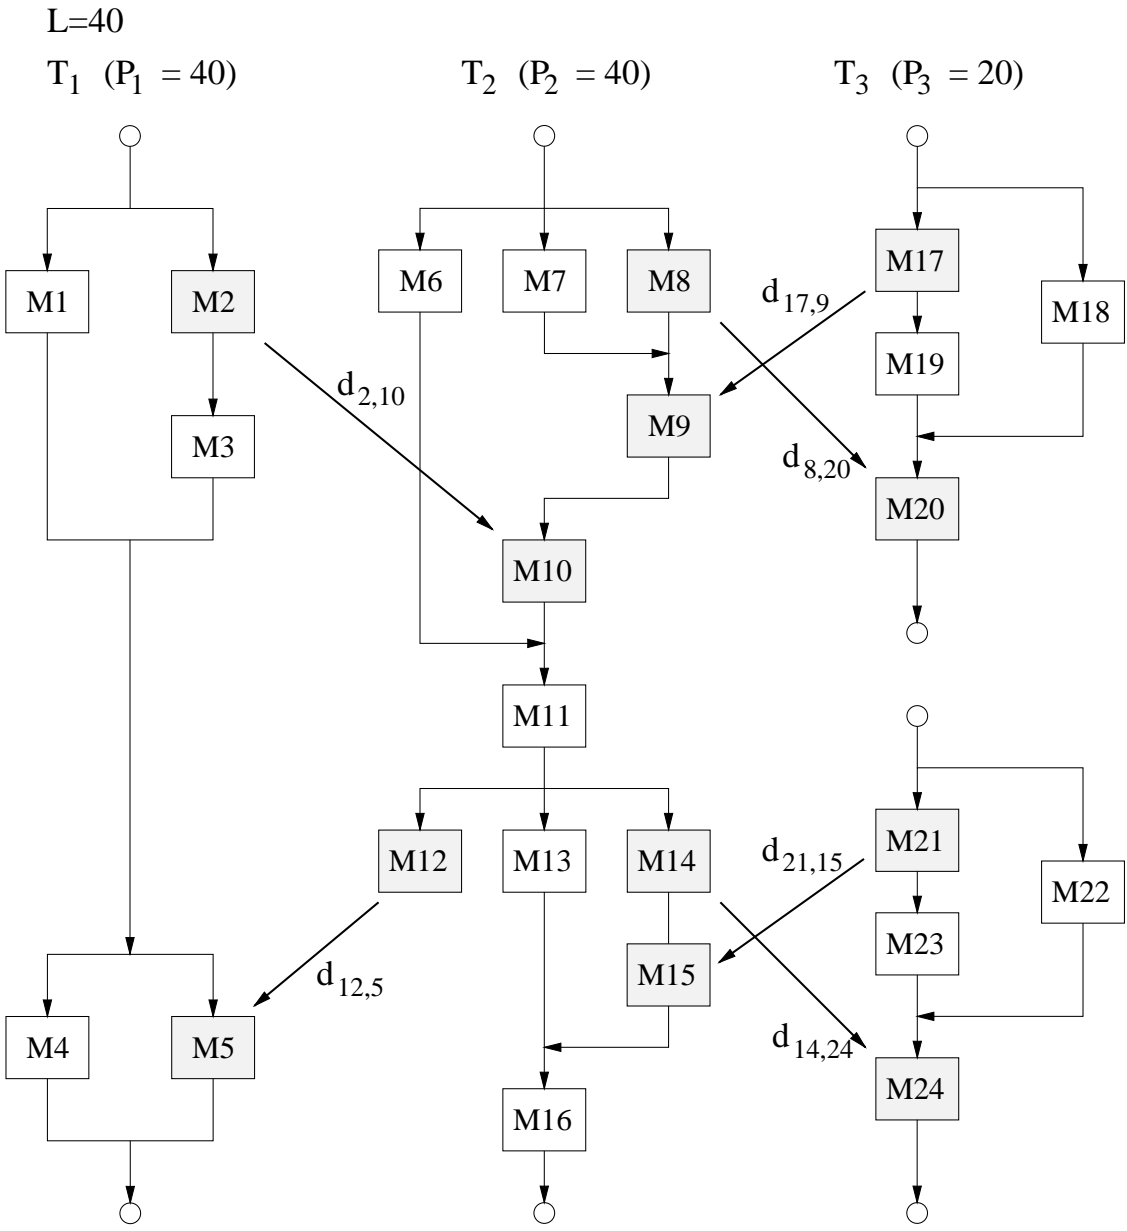 L=40
T1 (P1 = 40) T2 (P2 = 40) T3 (P3 = 20)
M17
M6 M7 M8
M1 M2 d17,9 M18
M19
d2,10
M3 M9
d8,20
M20
M10
M11
M21
M12 M13 M14 d21,15
M22
M23
d12,5 M15
M4 M5 d14,24
M24
M16